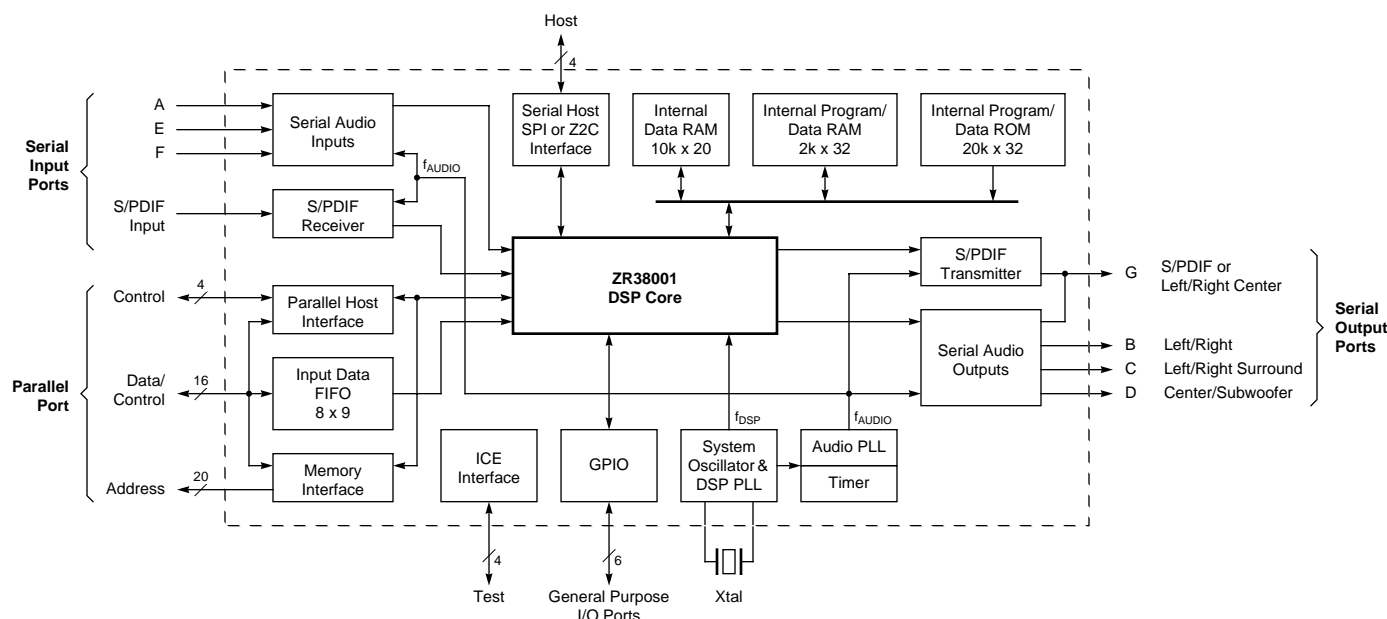 Host
4
A
E
F
Serial
Input
Ports
S/PDIF
Input
Serial Audio
Inputs
fAUDIO
S/PDIF
Receiver
Serial Host
SPI or Z2C
Interface
Internal
Data RAM
10k x 20
Internal Program/
Data RAM
2k x 32
Internal Program/
Data ROM
20k x 32
ZR38001
DSP Core
S/PDIF
Transmitter
G
S/PDIF or
Left/Right Center
Serial
Output
Ports
Serial Audio
Outputs
B
Left/Right
C
Left/Right Surround
D
Center/Subwoofer
Parallel
Port
Control
4
Parallel Host
Interface
Data/
Control
16
Input Data
FIFO
8 x 9
Address
20
Memory
Interface
ICE
Interface
GPIO
fDSP
System
Oscillator &
DSP PLL
fAUDIO
Audio PLL
Timer
4
Test
6
General Purpose
I/O Ports
Xtal